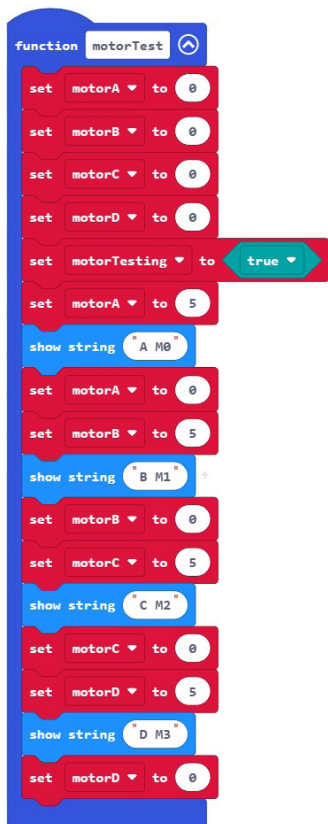 function motorTest
set motorA to 0
set motorB to 0
set motorC to 0
set motorD to 0
set motorTesting to true
set motorA to 5
show string "A M0"
set motorA to 0
set motorB to 5
show string "B M1"
set motorB to 0
set motorC to 5
show string "C M2"
set motorC to 0
set motorD to 5
show string "D M3"
set motorD to 0